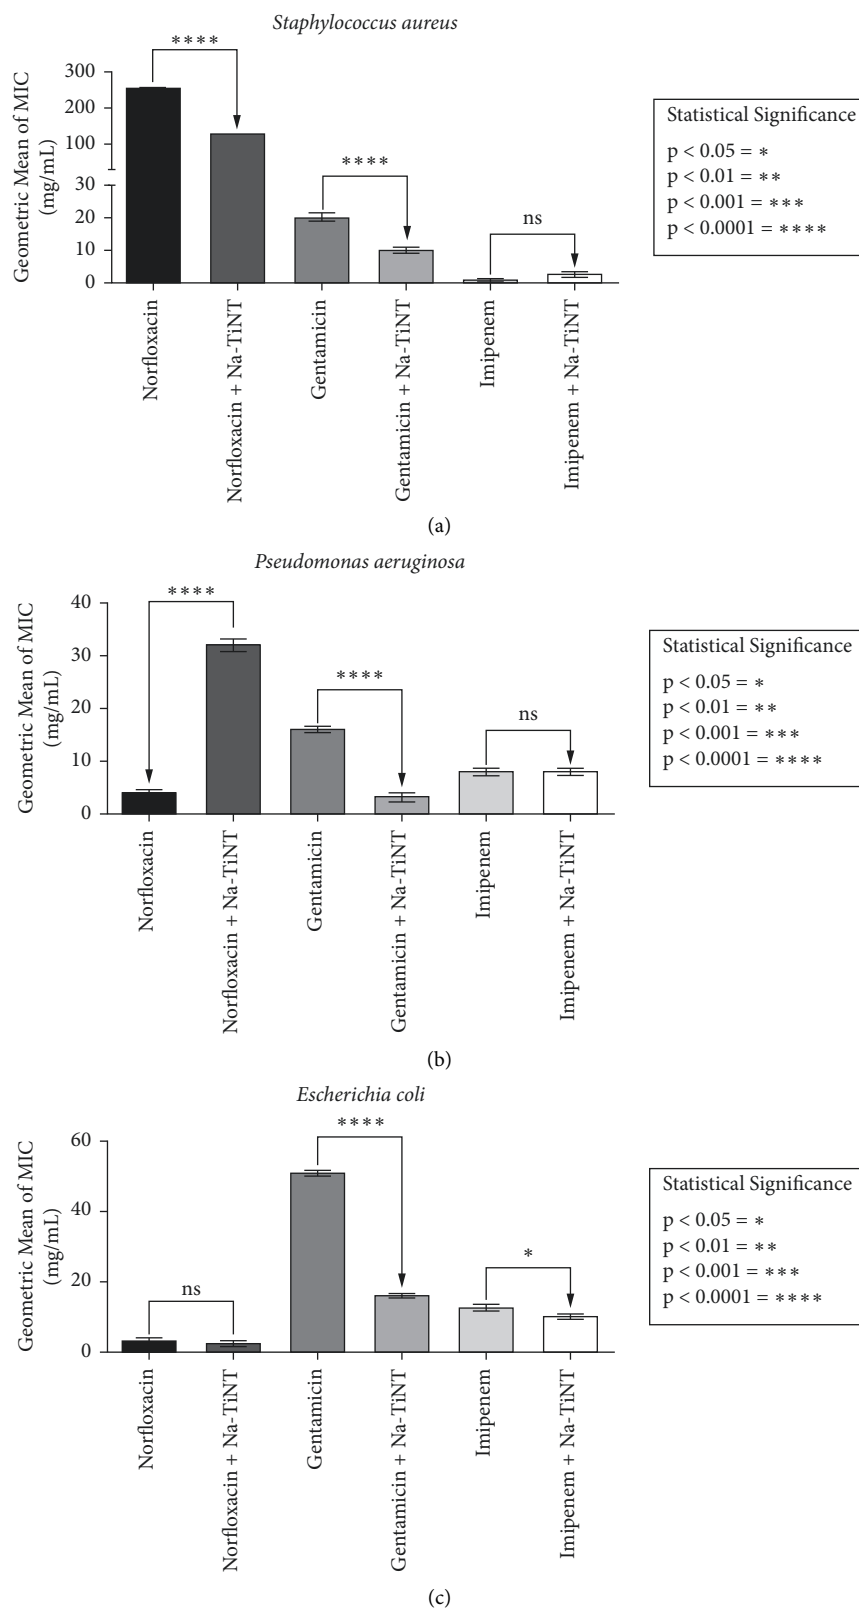 Staphylococcus aureus
****
****
ns
Geometric Mean of MIC
(mg/mL)
300
200
100
30
20
10
0
Norfloxacin
Norfloxacin + Na-TiNT
Gentamicin
Gentamicin + Na-TiNT
Imipenem
Imipenem + Na-TiNT
Statistical Significance
p < 0.05 = *
p < 0.01 = **
p < 0.001 = ***
p < 0.0001 = ****
(a)
Pseudomonas aeruginosa
****
****
ns
Geometric Mean of MIC
(mg/mL)
40
30
20
10
0
Norfloxacin
Norfloxacin + Na-TiNT
Gentamicin
Gentamicin + Na-TiNT
Imipenem
Imipenem + Na-TiNT
Statistical Significance
p < 0.05 = *
p < 0.01 = **
p < 0.001 = ***
p < 0.0001 = ****
(b)
Escherichia coli
****
ns
*
Geometric Mean of MIC
(mg/mL)
60
40
20
0
Norfloxacin
Norfloxacin + Na-TiNT
Gentamicin
Gentamicin + Na-TiNT
Imipenem
Imipenem + Na-TiNT
Statistical Significance
p < 0.05 = *
p < 0.01 = **
p < 0.001 = ***
p < 0.0001 = ****
(c)